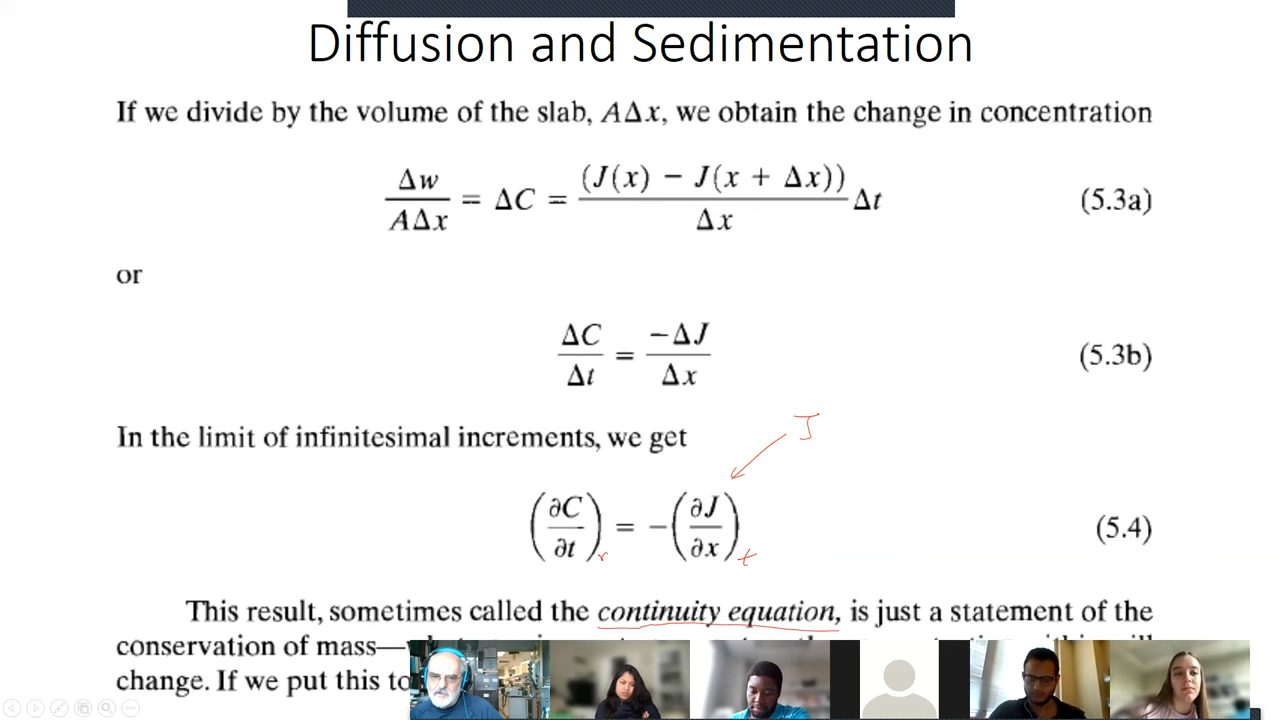 Diffusion and Sedimentation
If we divide by the volume of the slab, AΔx, we obtain the change in concentration
Δw/AΔx = ΔC = (J(x) − J(x + Δx))/Δx Δt (5.3a)
or
ΔC/Δt = −ΔJ/Δx (5.3b)
J
In the limit of infinitesimal increments, we get
(∂C/∂t)x = −(∂J/∂x)t (5.4)
This result, sometimes called the continuity equation, is just a statement of the
conservation of mass—
change. If we put this to